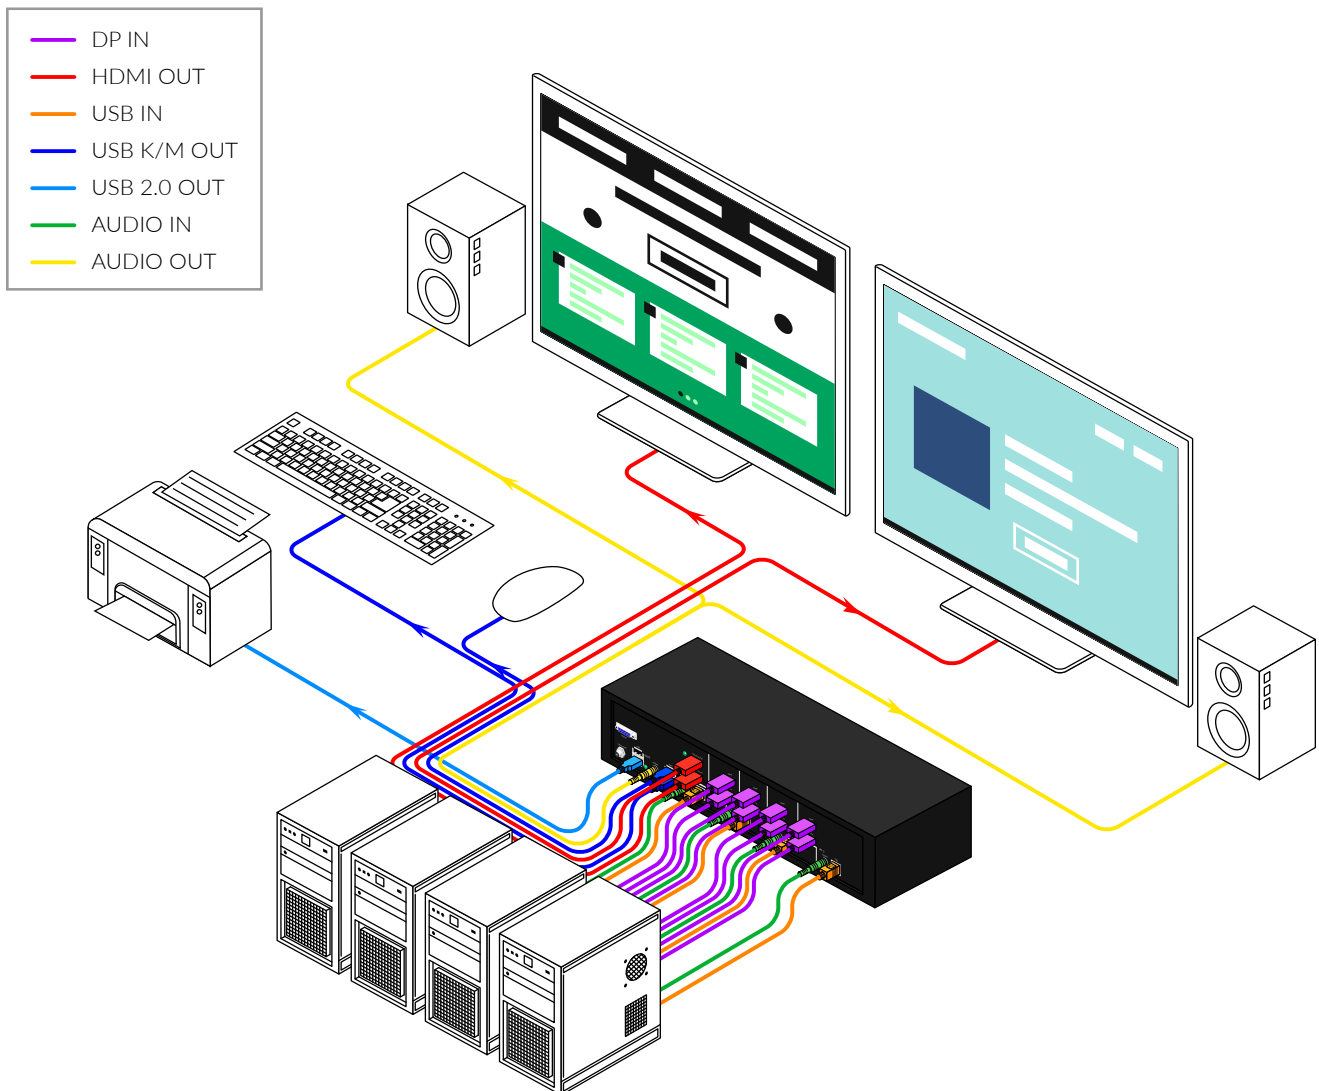 DP IN
HDMI OUT
USB IN
USB K/M OUT
USB 2.0 OUT
AUDIO IN
AUDIO OUT